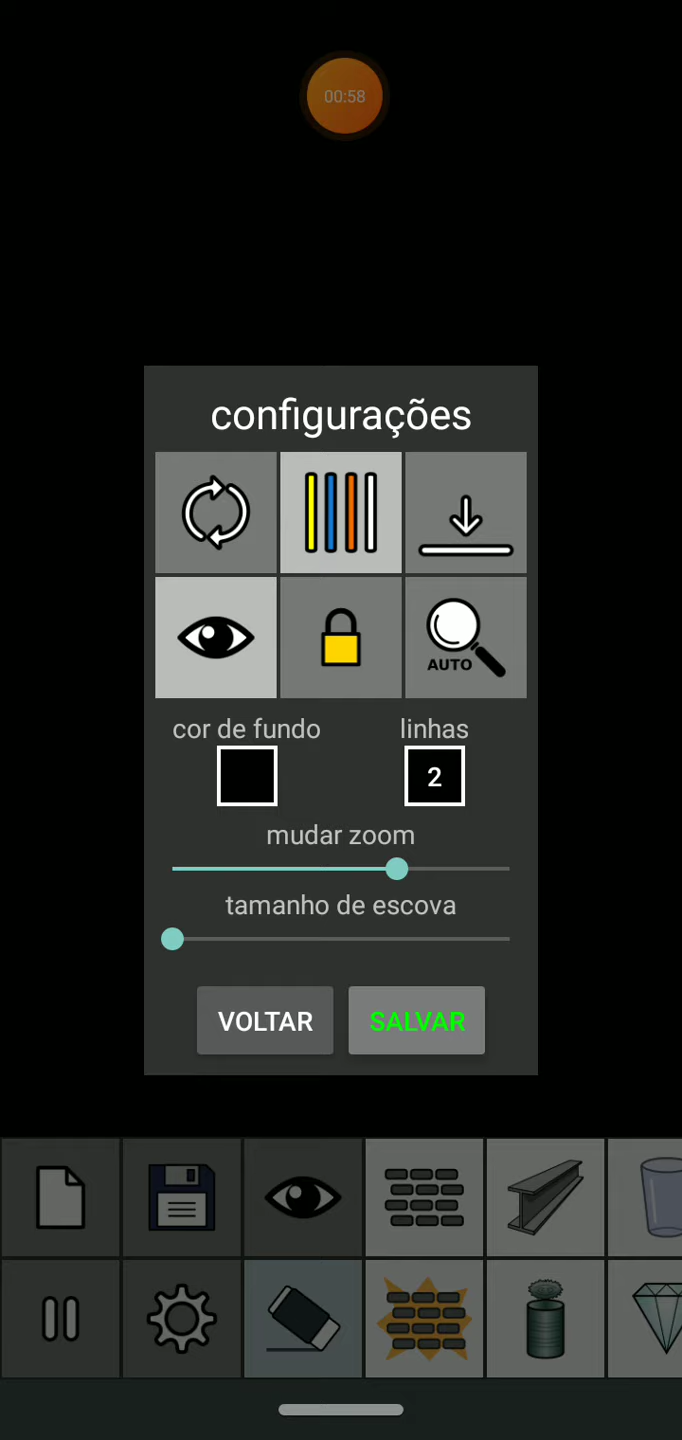 00:58
configurações
AUTO
cor de fundo
linhas
2
mudar zoom
tamanho de escova
VOLTAR
SALVAR